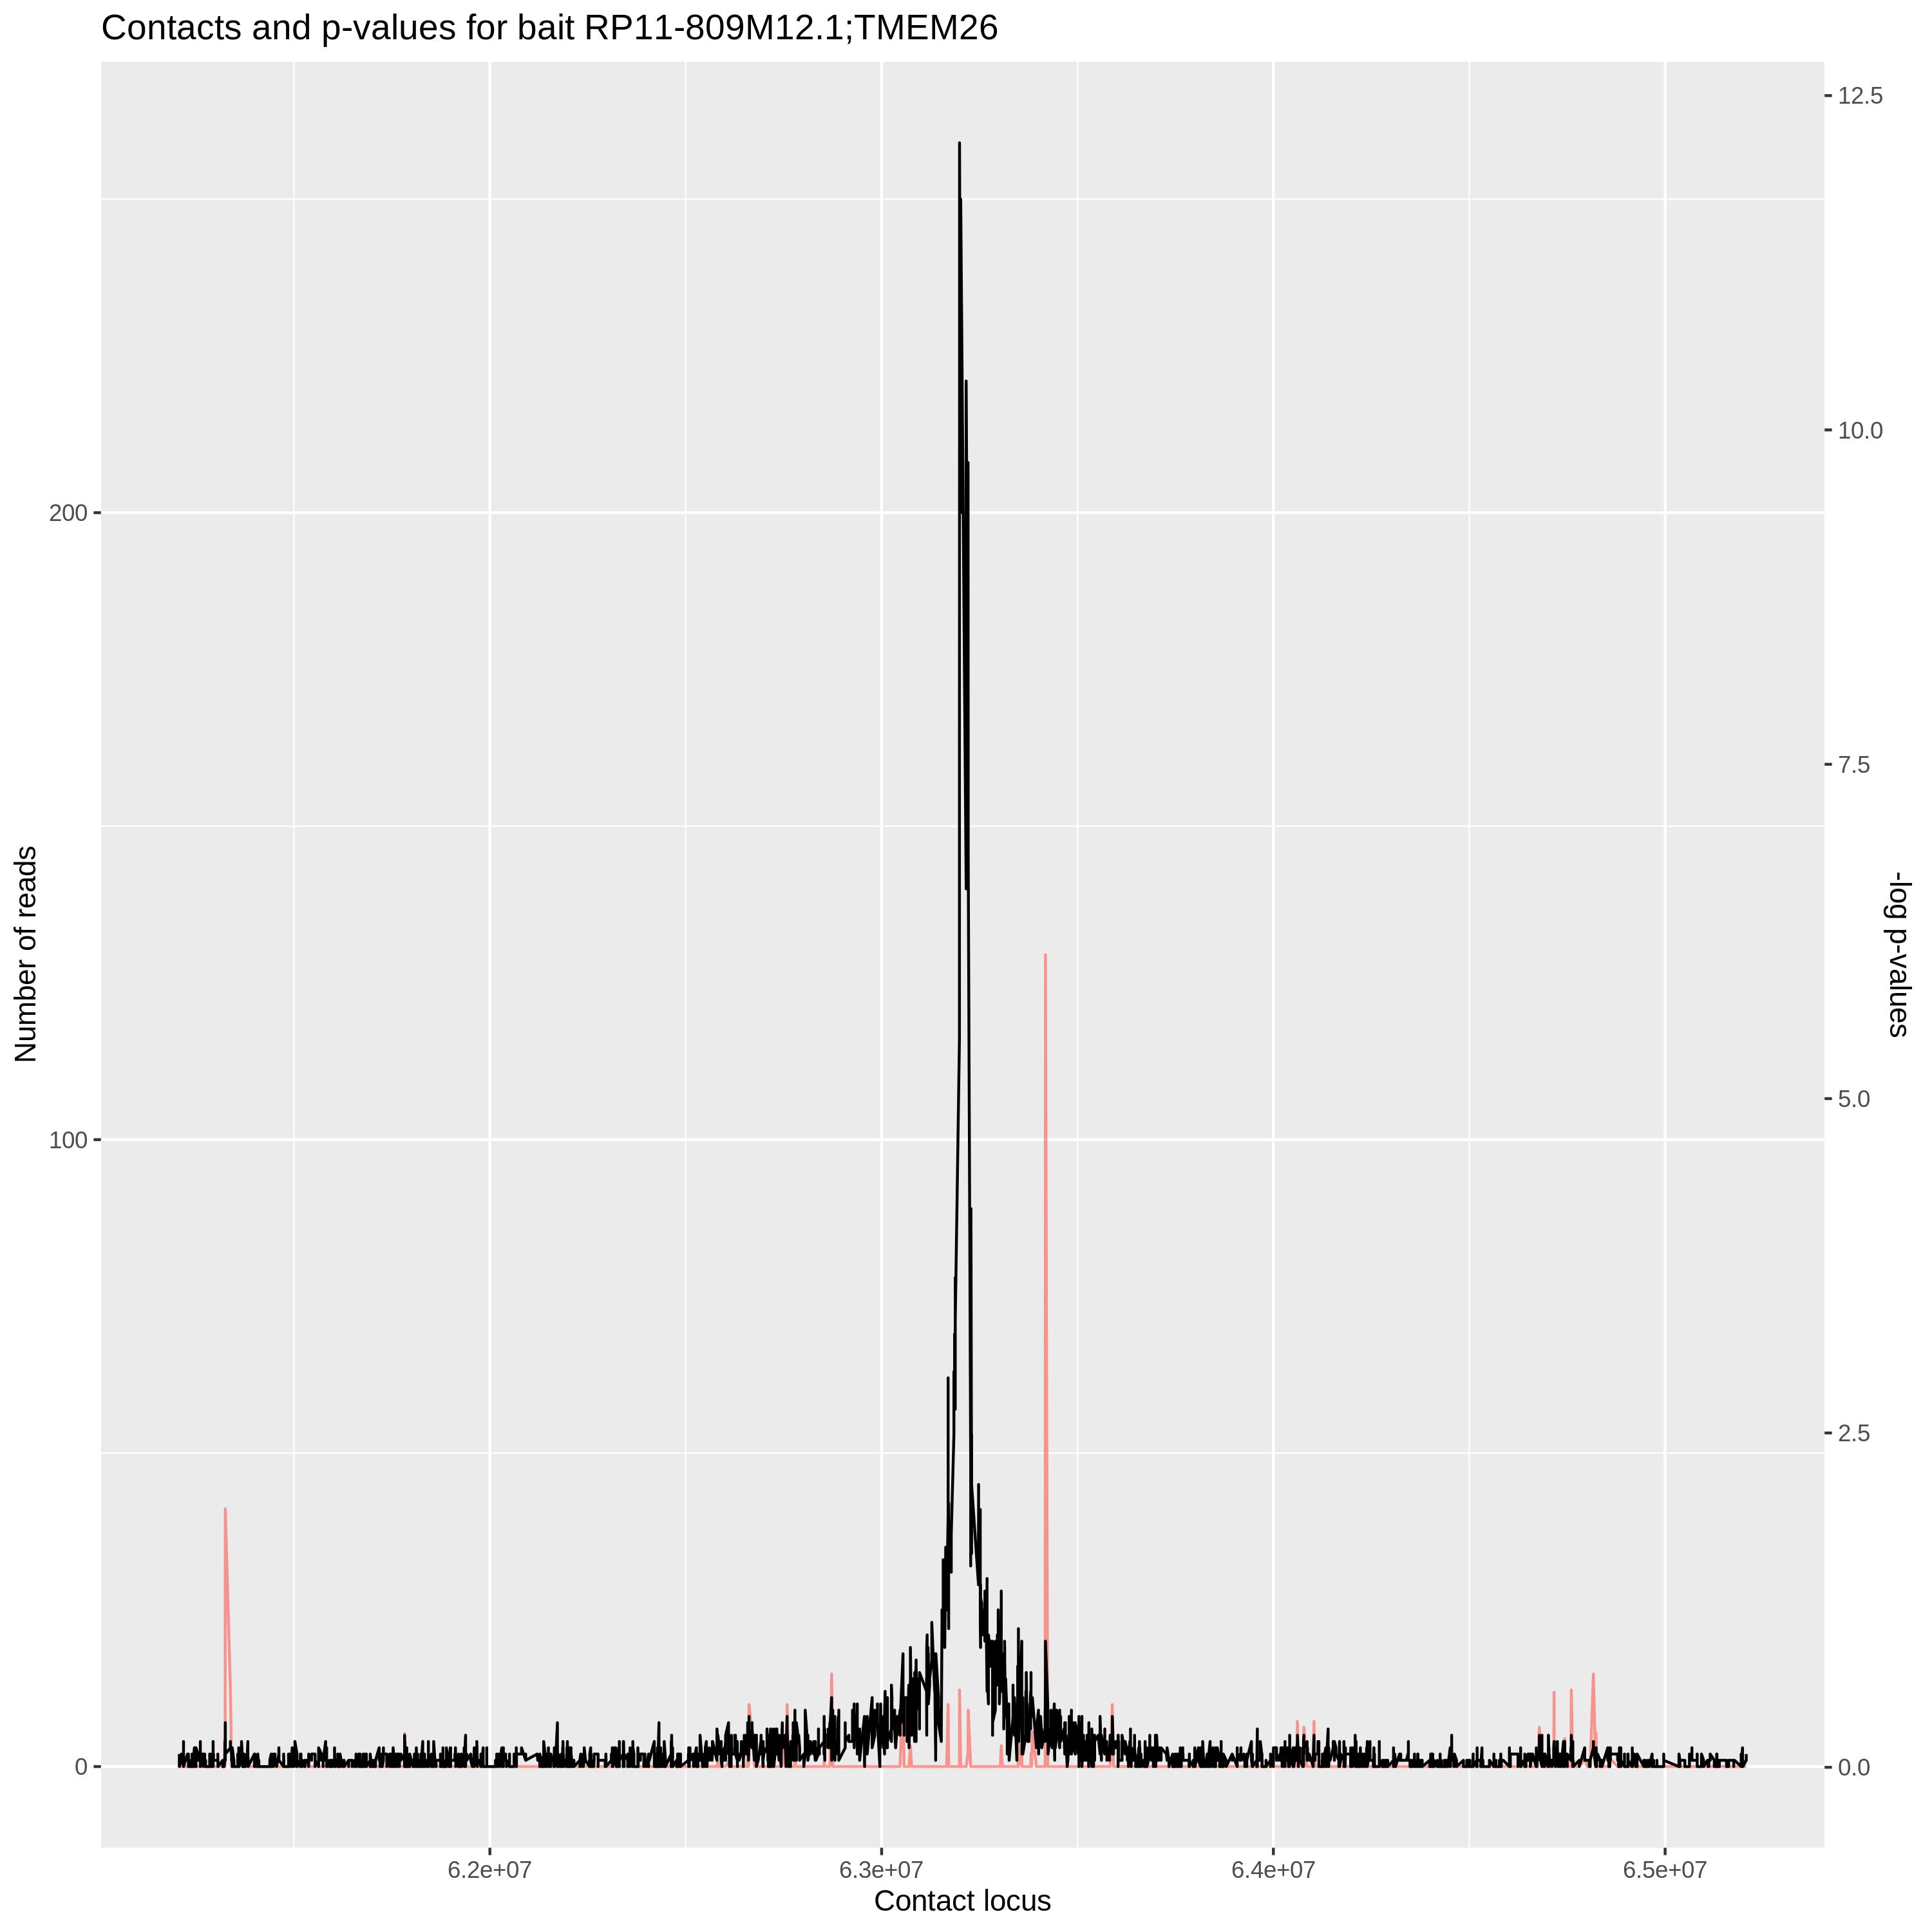 Contacts and p-values for bait RP11-809M12.1;TMEM26
12.5
10.0
7.5
5.0
2.5
0.0
200
100
0
Number of reads
-log p-values
6.2e+07
6.3e+07
6.4e+07
6.5e+07
Contact locus